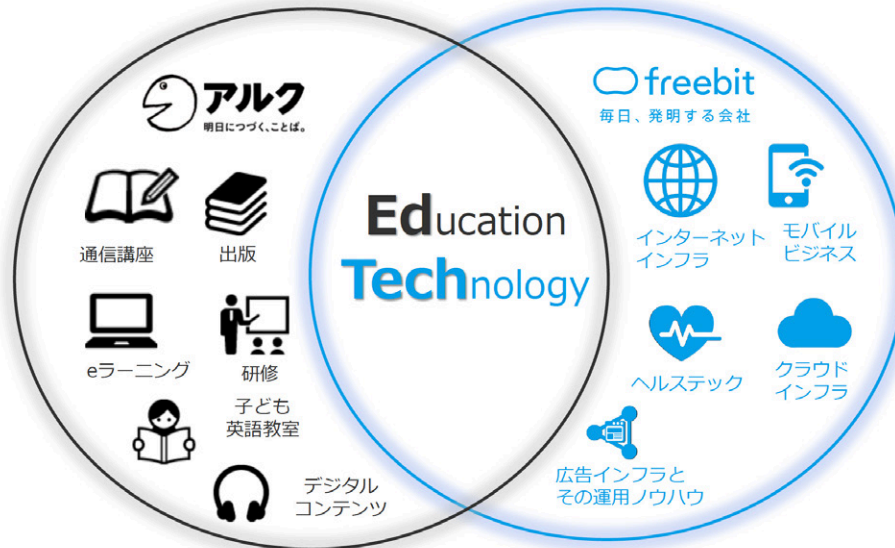 アルク
明日につづく、ことば。
通信講座
出版
eラーニング
研修
子ども
英語教室
デジタル
コンテンツ
Education
Technology
freebit
毎日、発明する会社
インターネット
インフラ
モバイル
ビジネス
ヘルステック
クラウド
インフラ
広告インフラと
その運用ノウハウ